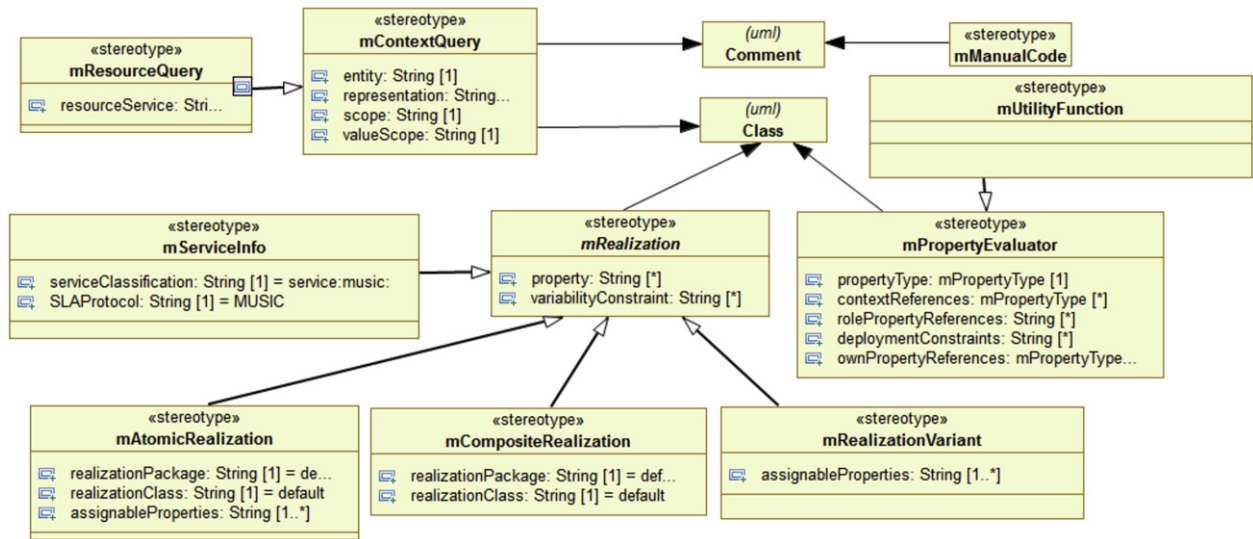 «stereotype»
mResourceQuery
resourceService: Stri...
«stereotype»
mContextQuery
entity: String [1]
representation: String...
scope: String [1]
valueScope: String [1]
(uml)
Comment
«stereotype»
mManualCode
(uml)
Class
«stereotype»
mUtilityFunction
«stereotype»
mServiceInfo
serviceClassification: String [1] = service:music:
SLAProtocol: String [1] = MUSIC
«stereotype»
mRealization
property: String [*]
variabilityConstraint: String [*]
«stereotype»
mPropertyEvaluator
propertyType: mPropertyType [1]
contextReferences: mPropertyType [*]
rolePropertyReferences: String [*]
deploymentConstraints: String [*]
ownPropertyReferences: mPropertyType...
«stereotype»
mAtomicRealization
realizationPackage: String [1] = de...
realizationClass: String [1] = default
assignableProperties: String [1..*]
«stereotype»
mCompositeRealization
realizationPackage: String [1] = def...
realizationClass: String [1] = default
«stereotype»
mRealizationVariant
assignableProperties: String [1..*]